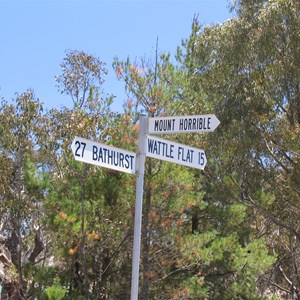 MOUNT HORRIBLE
27 BATHURST
WATTLE FLAT 15